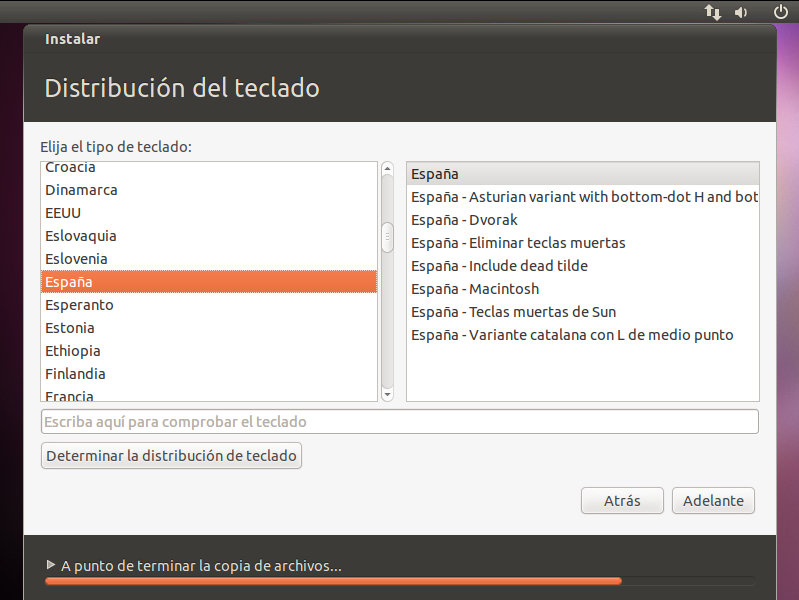 Instalar
Distribución del teclado
Elija el tipo de teclado:
Croacia
Dinamarca
EEUU
Eslovaquia
Eslovenia
España
Esperanto
Estonia
Ethiopia
Finlandia
Francia
España
España - Asturian variant with bottom-dot H and bot
España - Dvorak
España - Eliminar teclas muertas
España - Include dead tilde
España - Macintosh
España - Teclas muertas de Sun
España - Variante catalana con L de medio punto
Escriba aquí para comprobar el teclado
Determinar la distribución de teclado
Atrás
Adelante
A punto de terminar la copia de archivos...